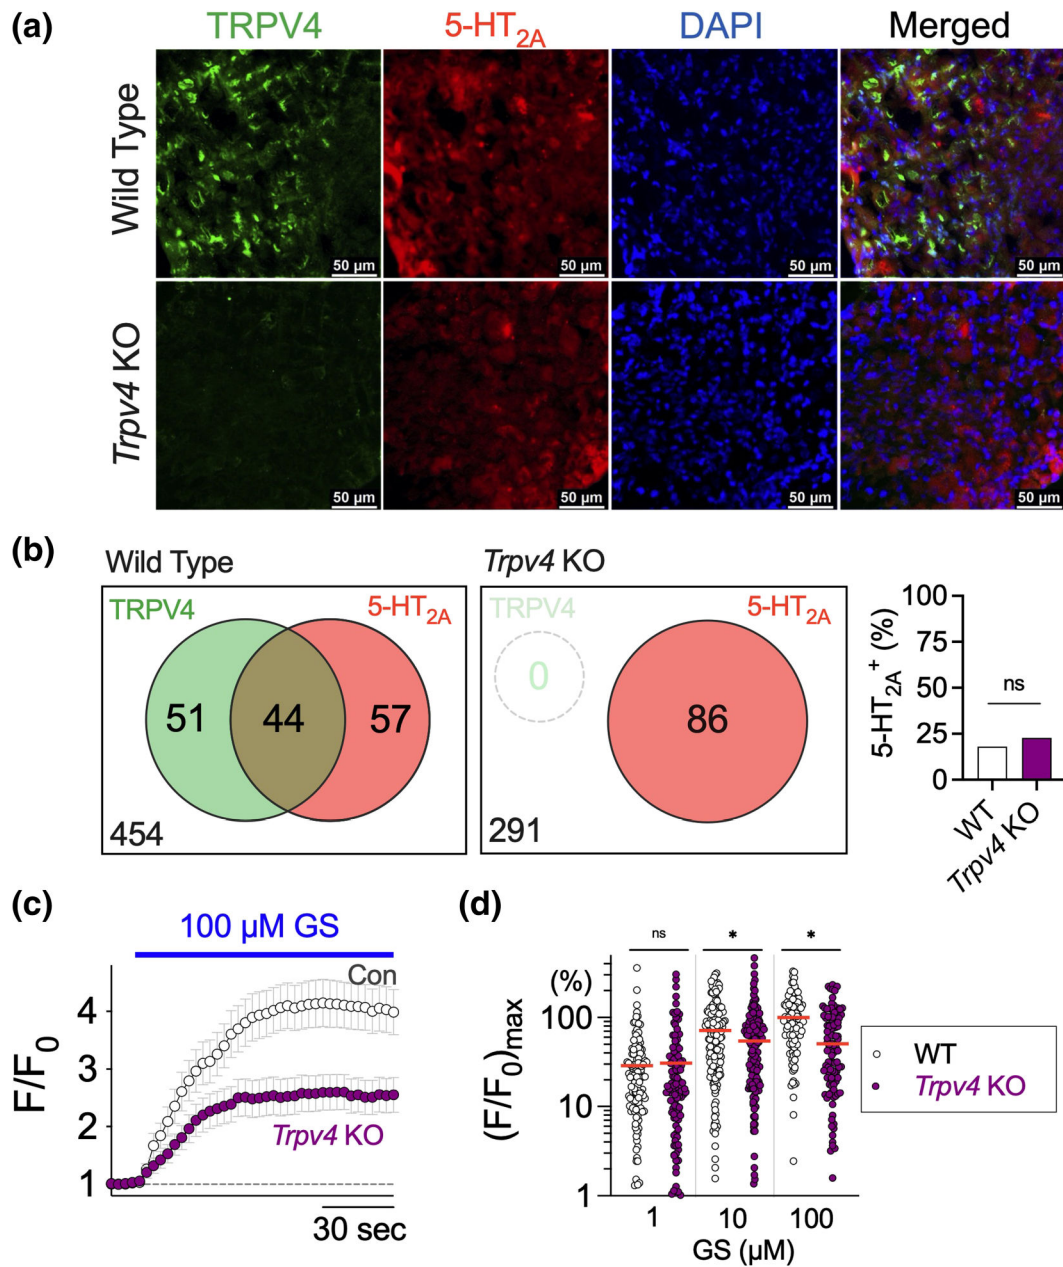 (a)
TRPV4 5-HT2A DAPI Merged
Wild Type
50 µm 50 µm 50 µm 50 µm
Trpv4 KO
50 µm 50 µm 50 µm 50 µm
(b)
Wild Type
TRPV4 5-HT2A
51 44 57
454
Trpv4 KO
TRPV4 5-HT2A
0 86
291
5-HT2A+ (%)
100
75
50
25
0
ns
WT
Trpv4 KO
(c)
100 µM GS
Con
F/F0
4
3
2
1
Trpv4 KO
30 sec
(d)
ns * *
(%)
(F/F0)max
100
10
1
1 10 100
GS (µM)
WT
Trpv4 KO